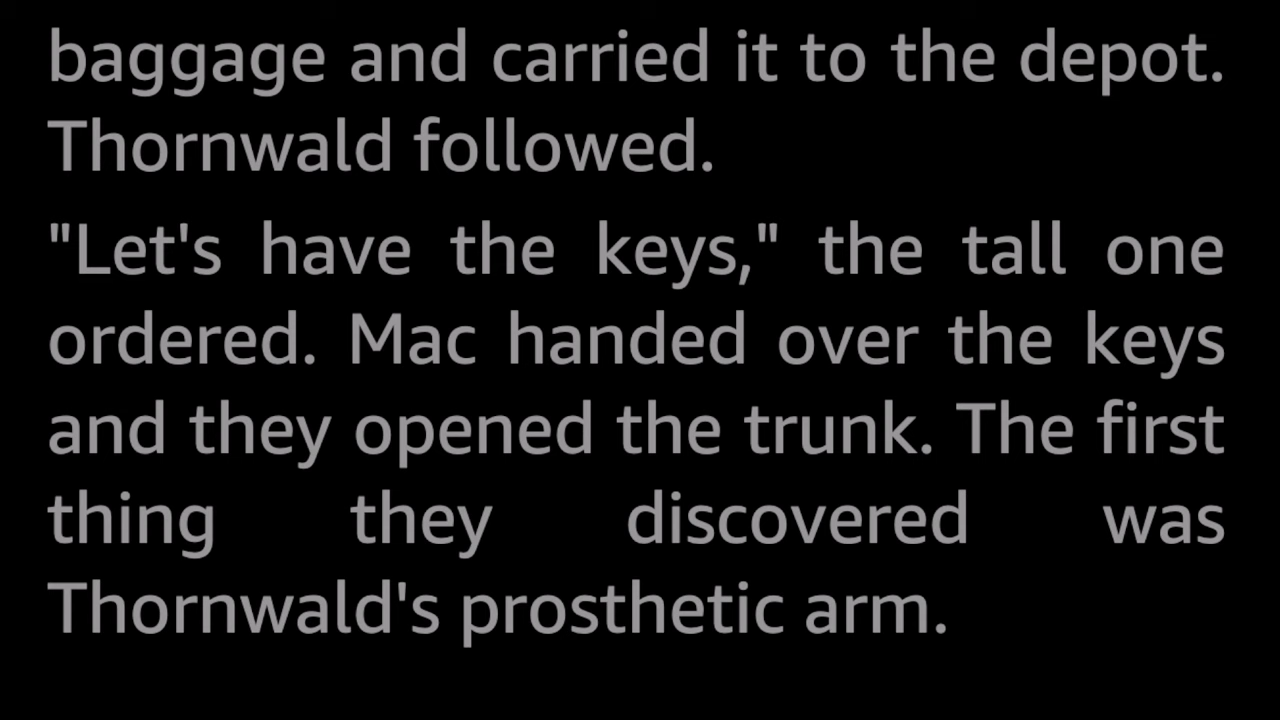 baggage and carried it to the depot.
Thornwald followed.
"Let's have the keys," the tall one
ordered. Mac handed over the keys
and they opened the trunk. The first
thing they discovered was
Thornwald's prosthetic arm.